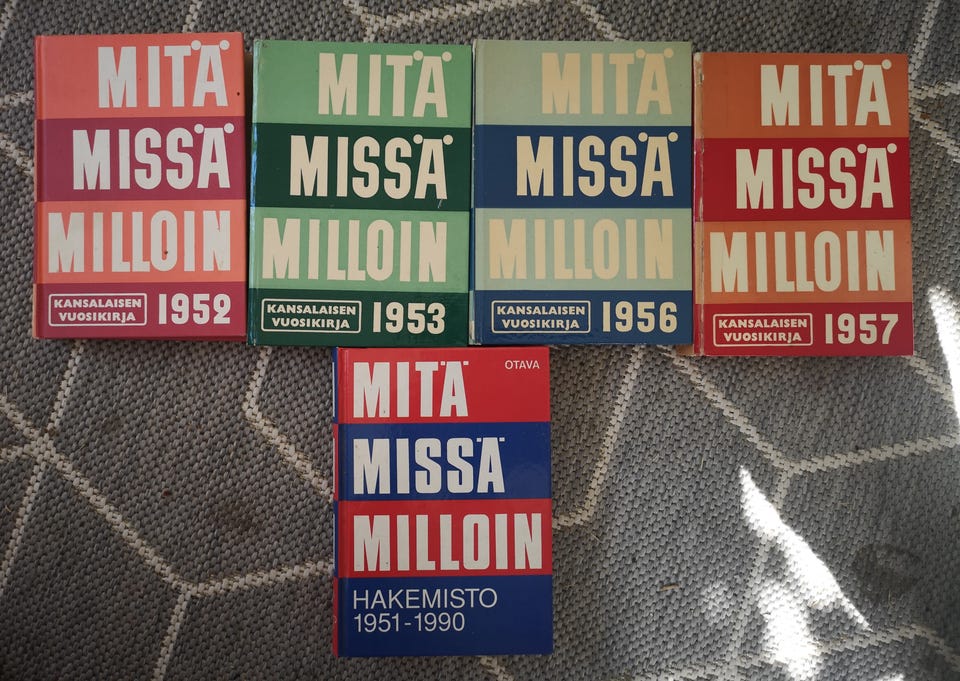 MITÄ
MISSÄ
MILLOIN
KANSALAISEN
VUOSIKIRJA
1952
MITÄ
MISSÄ
MILLOIN
KANSALAISEN
VUOSIKIRJA
1953
MITÄ
MISSÄ
MILLOIN
KANSALAISEN
VUOSIKIRJA
1956
MITÄ
MISSÄ
MILLOIN
KANSALAISEN
VUOSIKIRJA
1957
OTAVA
MITÄ
MISSÄ
MILLOIN
HAKEMISTO
1951-1990